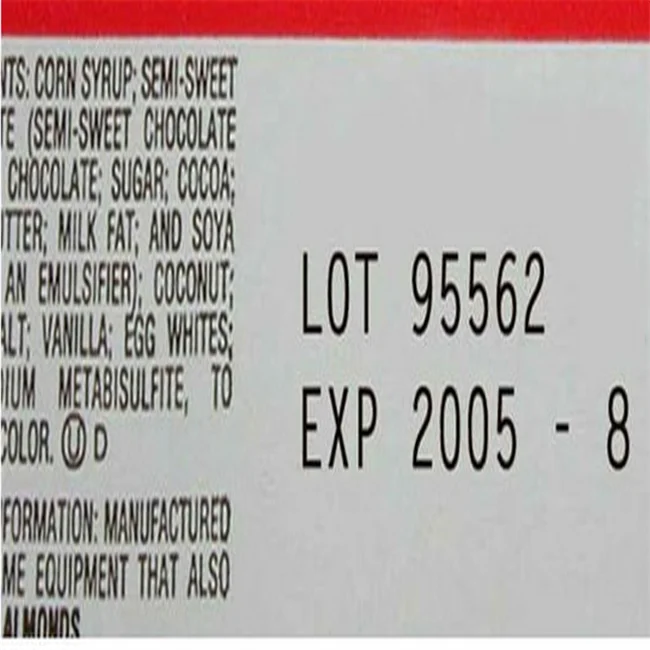 NTS: CORN SYRUP; SEMI-SWEET
TE (SEMI-SWEET CHOCOLATE
CHOCOLATE; SUGAR; COCOA;
TTER; MILK FAT; AND SOYA
AN EMULSIFIER); COCONUT;
ALT; VANILLA; EGG WHITES;
IUM METABISULFITE, TO
COLOR. Ⓤ D
FORMATION: MANUFACTURED
ME EQUIPMENT THAT ALSO
ALMONDS
LOT 95562
EXP 2005 - 8